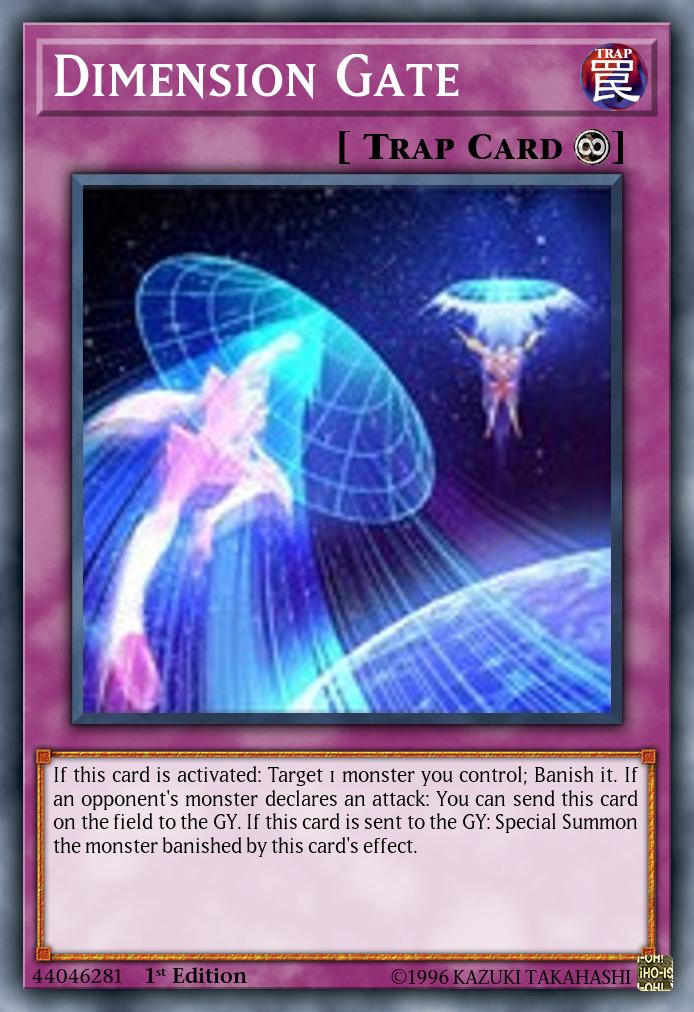 DIMENSION GATE
TRAP
罠
[ TRAP CARD ]
If this card is activated: Target 1 monster you control; Banish it. If
an opponent's monster declares an attack: You can send this card
on the field to the GY. If this card is sent to the GY: Special Summon
the monster banished by this card's effect.
44046281 1st Edition ©1996 KAZUKI TAKAHASHI